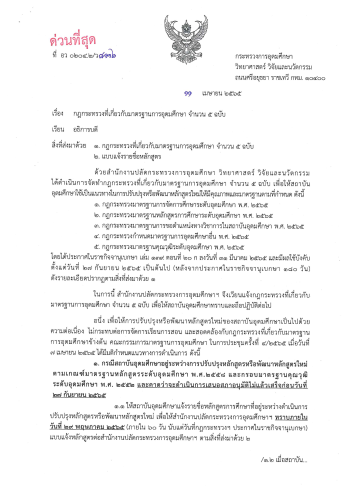 ด่วนที่สุด
ที่ อว ๐๒๐๔.๒/ว
กระทรวงการอุดมศึกษา
วิทยาศาสตร์ วิจัยและนวัตกรรม
ถนนศรีอยุธยา ราชเทวี กทม. ๑๐๔๐๐
๑๑ เมษายน ๒๕๖๕
เรื่อง กฎกระทรวงที่เกี่ยวกับมาตรฐานการอุดมศึกษา จำนวน ๕ ฉบับ
เรียน อธิการบดี
สิ่งที่ส่งมาด้วย ๑. กฎกระทรวงที่เกี่ยวกับมาตรฐานการอุดมศึกษา จำนวน ๕ ฉบับ
๒. แบบแจ้งรายชื่อหลักสูตร
ด้วยสำนักงานปลัดกระทรวงการอุดมศึกษา วิทยาศาสตร์ วิจัยและนวัตกรรม
ได้ดำเนินการจัดทำกฎกระทรวงที่เกี่ยวกับมาตรฐานการอุดมศึกษา จำนวน ๕ ฉบับ เพื่อให้สถาบัน
อุดมศึกษาใช้เป็นแนวทางในการปรับปรุงหรือพัฒนาหลักสูตรใหม่ให้มีคุณภาพและมาตรฐานตามที่กำหนด ดังนี้
๑. กฎกระทรวงมาตรฐานการจัดการศึกษาระดับอุดมศึกษา พ.ศ. ๒๕๖๕
๒. กฎกระทรวงมาตรฐานหลักสูตรการศึกษาระดับอุดมศึกษา พ.ศ. ๒๕๖๕
๓. กฎกระทรวงมาตรฐานการขอตำแหน่งทางวิชาการในสถาบันอุดมศึกษา พ.ศ. ๒๕๖๕
๔. กฎกระทรวงกำหนดมาตรฐานการอุดมศึกษาอื่น พ.ศ. ๒๕๖๕
๕. กฎกระทรวงมาตรฐานคุณวุฒิระดับอุดมศึกษา พ.ศ. ๒๕๖๕
โดยได้ประกาศในราชกิจจานุเบกษา เล่ม ๑๓๙ ตอนที่ ๒๐ ก ลงวันที่ ๓๑ มีนาคม ๒๕๖๕ และมีผลใช้บังคับ
ตั้งแต่วันที่ ๒๗ กันยายน ๒๕๖๕ เป็นต้นไป (หลังจากประกาศในราชกิจจานุเบกษา ๑๘๐ วัน)
ดังรายละเอียดปรากฏตามสิ่งที่ส่งมาด้วย ๑
ในการนี้ สำนักงานปลัดกระทรวงการอุดมศึกษาฯ จึงเวียนแจ้งกฎกระทรวงที่เกี่ยวกับ
มาตรฐานการอุดมศึกษา จำนวน ๕ ฉบับ เพื่อให้สถาบันอุดมศึกษาทราบและถือปฏิบัติต่อไป
อนึ่ง เพื่อให้การปรับปรุงหรือพัฒนาหลักสูตรใหม่ของสถาบันอุดมศึกษาเป็นไปด้วย
ความต่อเนื่อง ไม่กระทบต่อการจัดการเรียนการสอน และสอดคล้องกับกฎกระทรวงที่เกี่ยวกับมาตรฐาน
การอุดมศึกษาข้างต้น คณะกรรมการมาตรฐานการอุดมศึกษา ในการประชุมครั้งที่ ๔/๒๕๖๕ เมื่อวันที่
๗ เมษายน ๒๕๖๕ ได้มีมติกำหนดแนวทางการดำเนินการ ดังนี้
๑. กรณีสถาบันอุดมศึกษาอยู่ระหว่างการปรับปรุงหลักสูตรหรือพัฒนาหลักสูตรใหม่
ตามเกณฑ์มาตรฐานหลักสูตรระดับอุดมศึกษา พ.ศ.๒๕๕๘ และกรอบมาตรฐานคุณวุฒิ
ระดับอุดมศึกษา พ.ศ. ๒๕๕๒ และคาดว่าจะดำเนินการเสนอสภาอนุมัติไม่แล้วเสร็จก่อนวันที่
๒๗ กันยายน ๒๕๖๕
๑.๑ ให้สถาบันอุดมศึกษาแจ้งรายชื่อหลักสูตรการศึกษาที่อยู่ระหว่างดำเนินการ
ปรับปรุงหลักสูตรหรือพัฒนาหลักสูตรใหม่ เพื่อให้สำนักงานปลัดกระทรวงการอุดมศึกษาฯ ทราบภายใน
วันที่ ๒๙ พฤษภาคม ๒๕๖๕ (ภายใน ๖๐ วัน นับแต่วันที่กฎกระทรวงฯ ประกาศในราชกิจจานุเบกษา)
แบบแจ้งรายชื่อหลักสูตรต่อสำนักงานปลัดกระทรวงการอุดมศึกษาฯ ตามสิ่งที่ส่งมาด้วย ๒
/๑.๒ เมื่อสถาบัน...